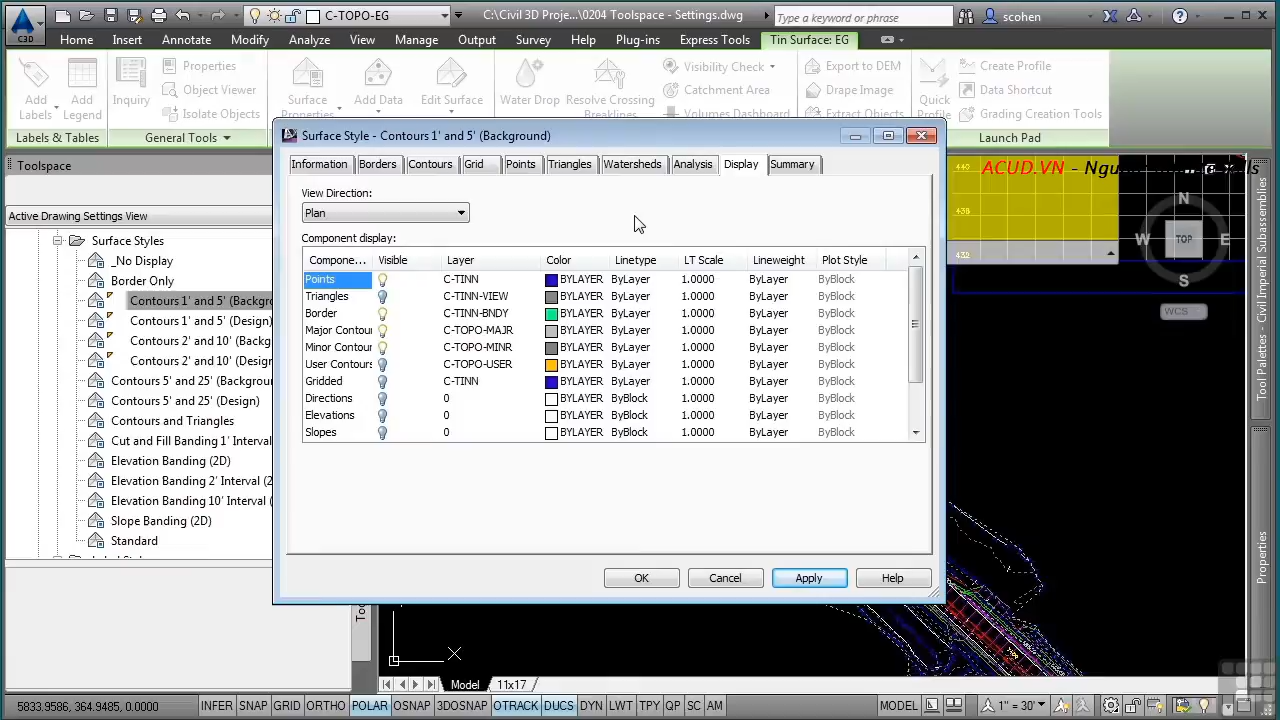 C-TOPO-EG
C:\Civil 3D Proje... \0204 Toolspace - Settings.dwg
Type a keyword or phrase
scohen
C3D
Home Insert Annotate Modify Analyze View Manage Output Survey Help Plug-ins Express Tools Tin Surface: EG
Add Labels
Add Legend
Labels & Tables
Inquiry
Properties
Object Viewer
Isolate Objects
General Tools
Surface Properties
Add Data
Edit Surface
Water Drop
Resolve Crossing Breaklines
Visibility Check
Catchment Area
Volumes Dashboard
Export to DEM
Drape Image
Extract Objects
Quick Profile
Create Profile
Data Shortcut
Grading Creation Tools
Launch Pad
Toolspace
Active Drawing Settings View
Surface Styles
_No Display
Border Only
Contours 1' and 5' (Backgro
Contours 1' and 5' (Design)
Contours 2' and 10' (Backg
Contours 2' and 10' (Design)
Contours 5' and 25' (Backgrou
Contours 5' and 25' (Design)
Contours and Triangles
Cut and Fill Banding 1' Interval
Elevation Banding (2D)
Elevation Banding 2' Interval (
Elevation Banding 10' Interval (
Slope Banding (2D)
Standard
Surface Style - Contours 1' and 5' (Background)
Information Borders Contours Grid Points Triangles Watersheds Analysis Display Summary
View Direction:
Plan
Component display:
Compone... Visible Layer Color Linetype LT Scale Lineweight Plot Style
Points C-TINN BYLAYER ByLayer 1.0000 ByLayer ByBlock
Triangles C-TINN-VIEW BYLAYER ByLayer 1.0000 ByLayer ByBlock
Border C-TINN-BNDY BYLAYER ByLayer 1.0000 ByLayer ByBlock
Major Contour C-TOPO-MAJR BYLAYER ByLayer 1.0000 ByLayer ByBlock
Minor Contour C-TOPO-MINR BYLAYER ByLayer 1.0000 ByLayer ByBlock
User Contours C-TOPO-USER BYLAYER ByLayer 1.0000 ByLayer ByBlock
Gridded C-TINN BYLAYER ByLayer 1.0000 ByLayer ByBlock
Directions 0 BYLAYER ByBlock 1.0000 ByLayer ByBlock
Elevations 0 BYLAYER ByBlock 1.0000 ByLayer ByBlock
Slopes 0 BYLAYER ByBlock 1.0000 ByLayer ByBlock
OK Cancel Apply Help
440
438
432
ACUD.VN - Ngu
N
W TOP E
S
WCS
Tool Palettes - Civil Imperial Subassemblies
Properties
Model 11x17
5833.9586, 364.9485, 0.0000 INFER SNAP GRID ORTHO POLAR OSNAP 3DOSNAP OTRACK DUCS DYN LWT TPY QP SC AM MODEL 1" = 30'